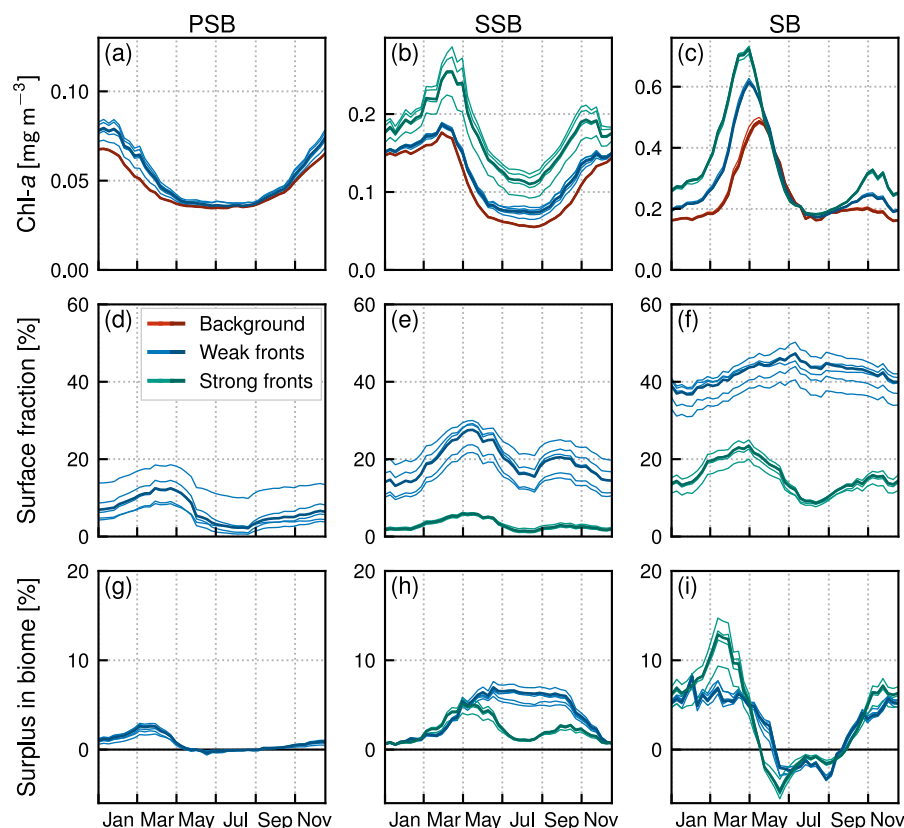 PSB SSB SB
Chl-a [mg m⁻³]
(a) (b) (c)
0.10 0.05 0.00
0.2 0.1 0.0
0.6 0.4 0.2 0.0
Surface fraction [%]
(d) (e) (f)
Background
Weak fronts
Strong fronts
60 40 20 0
60 40 20 0
60 40 20 0
Surplus in biome [%]
(g) (h) (i)
20 10 0
20 10 0
20 10 0
Jan Mar May Jul Sep Nov
Jan Mar May Jul Sep Nov
Jan Mar May Jul Sep Nov